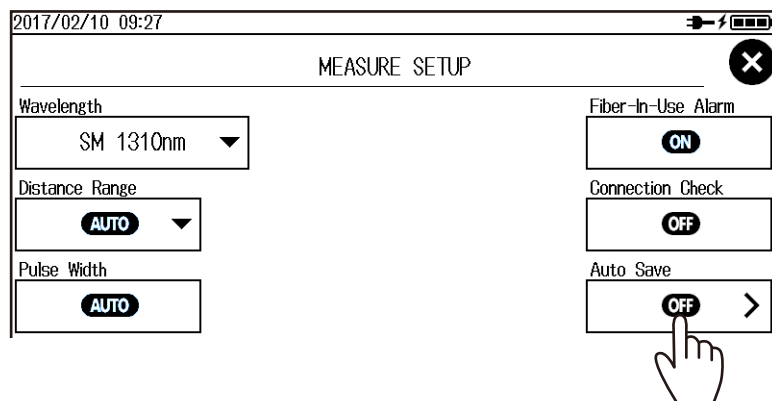 2017/02/10 09:27
MEASURE SETUP
Wavelength
SM 1310nm
Distance Range
AUTO
Pulse Width
AUTO
Fiber-In-Use Alarm
ON
Connection Check
OFF
Auto Save
OFF